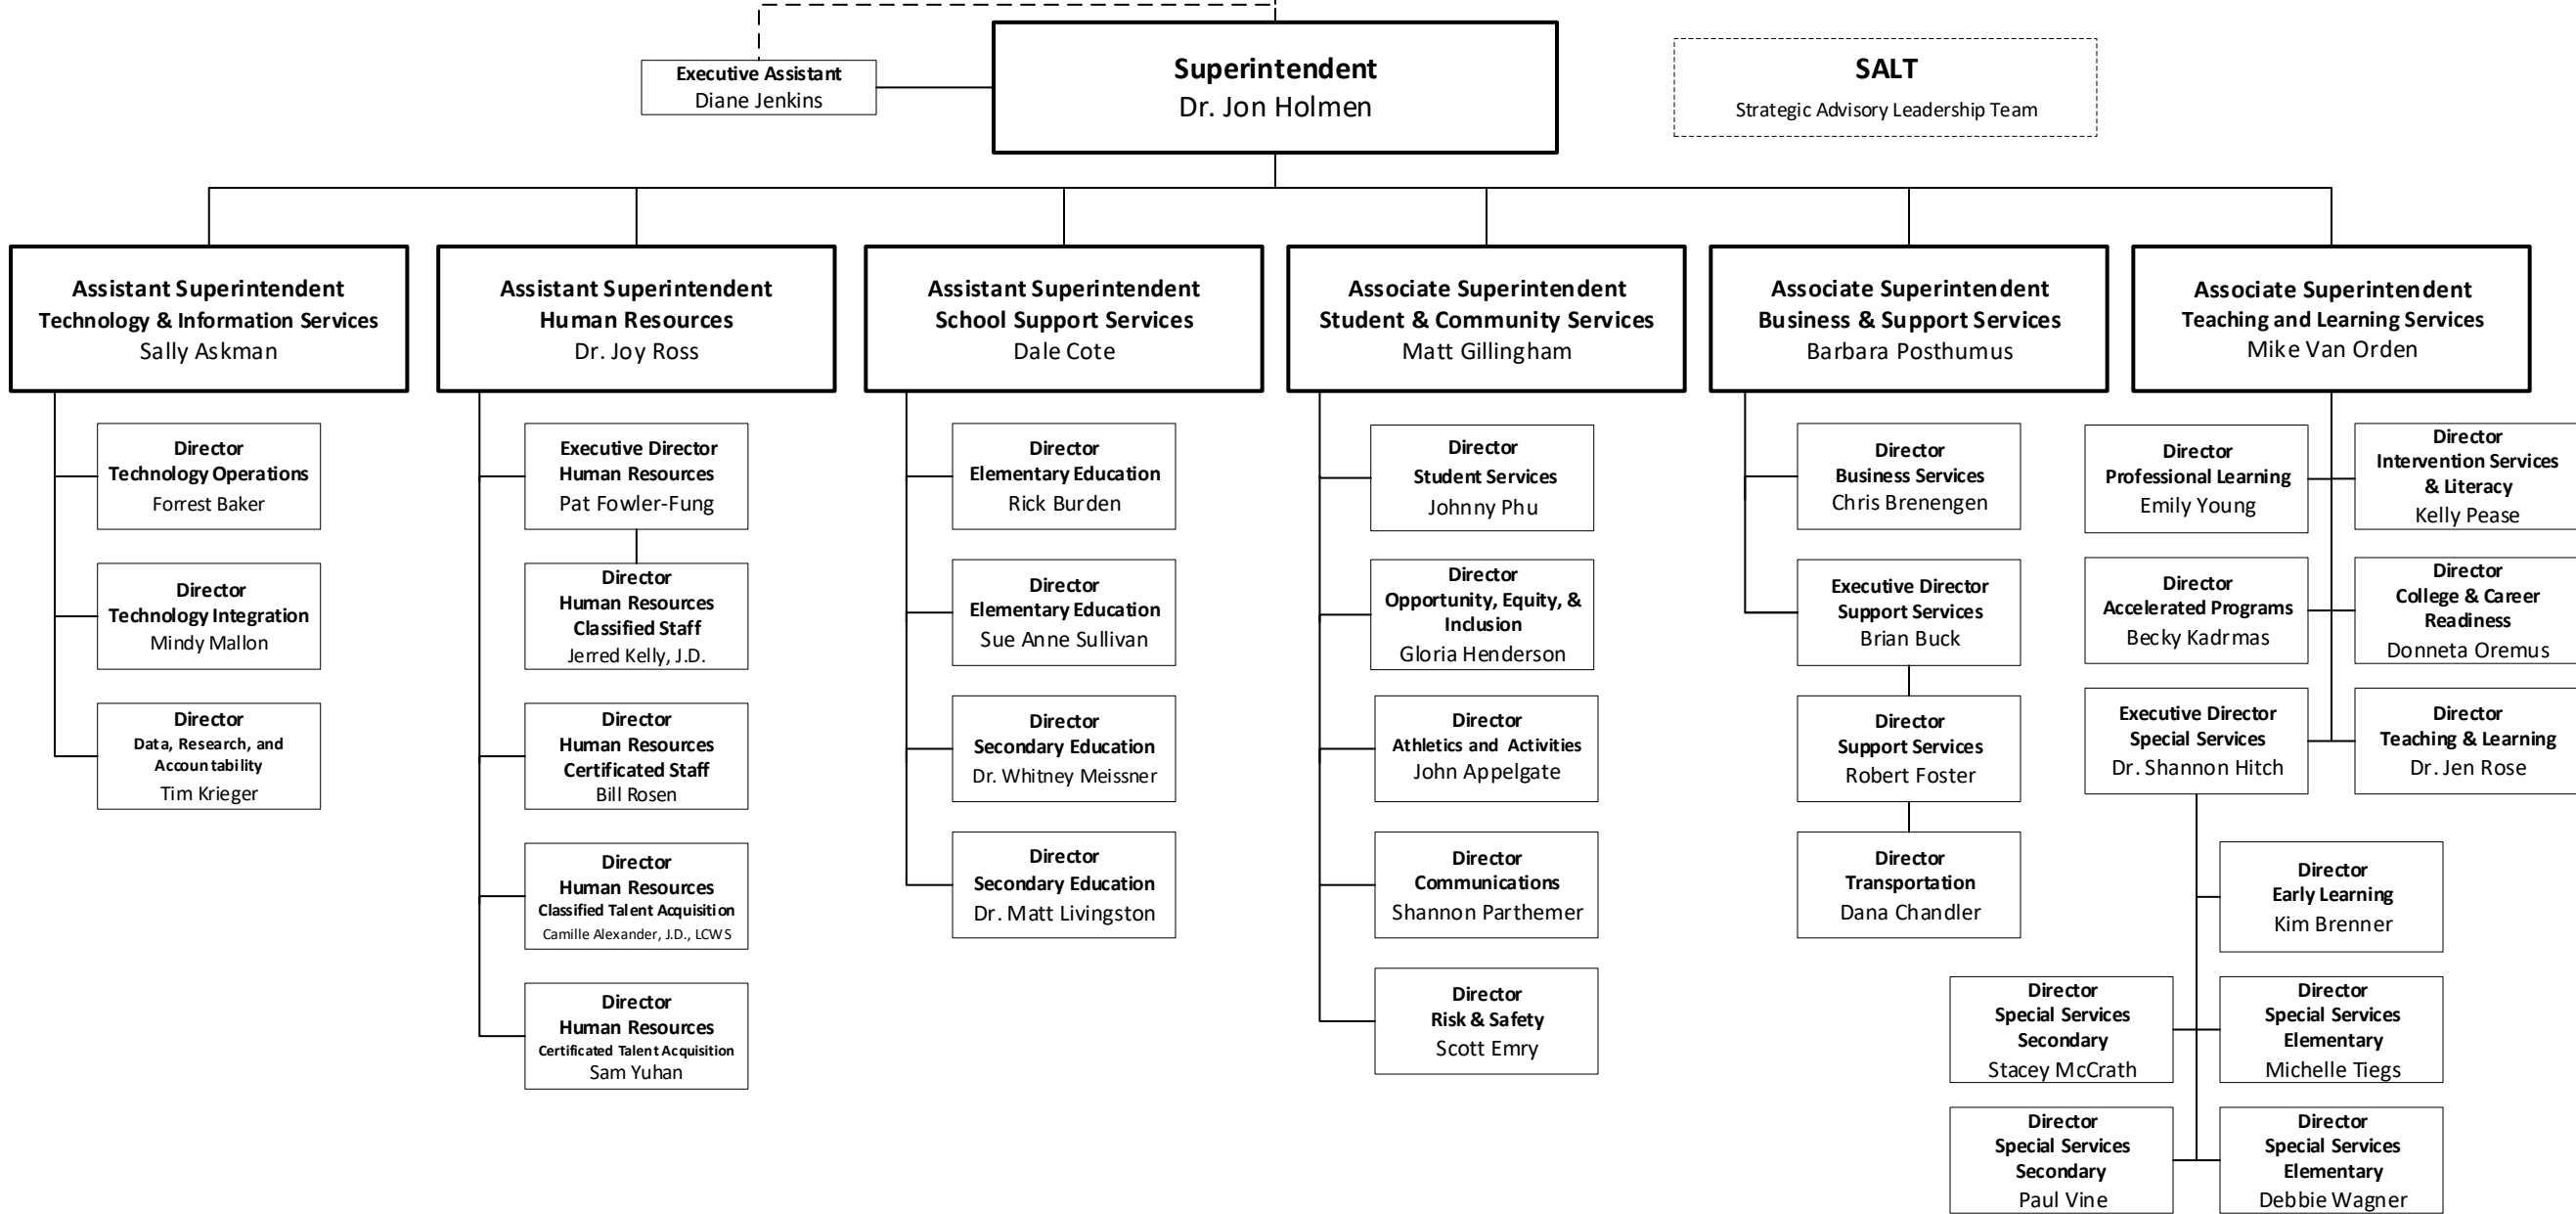 Executive Assistant
Diane Jenkins
Superintendent
Dr. Jon Holmen
SALT
Strategic Advisory Leadership Team
Assistant Superintendent
Technology & Information Services
Sally Askman
Assistant Superintendent
Human Resources
Dr. Joy Ross
Assistant Superintendent
School Support Services
Dale Cote
Associate Superintendent
Student & Community Services
Matt Gillingham
Associate Superintendent
Business & Support Services
Barbara Posthumus
Associate Superintendent
Teaching and Learning Services
Mike Van Orden
Director
Technology Operations
Forrest Baker
Director
Technology Integration
Mindy Mallon
Director
Data, Research, and
Accountability
Tim Krieger
Executive Director
Human Resources
Pat Fowler-Fung
Director
Human Resources
Classified Staff
Jerred Kelly, J.D.
Director
Human Resources
Certificated Staff
Bill Rosen
Director
Human Resources
Classified Talent Acquisition
Camille Alexander, J.D., LCWS
Director
Human Resources
Certificated Talent Acquisition
Sam Yuhan
Director
Elementary Education
Rick Burden
Director
Elementary Education
Sue Anne Sullivan
Director
Secondary Education
Dr. Whitney Meissner
Director
Secondary Education
Dr. Matt Livingston
Director
Student Services
Johnny Phu
Director
Opportunity, Equity, &
Inclusion
Gloria Henderson
Director
Athletics and Activities
John Appelgate
Director
Communications
Shannon Parthemer
Director
Risk & Safety
Scott Emry
Director
Business Services
Chris Brenengen
Executive Director
Support Services
Brian Buck
Director
Support Services
Robert Foster
Director
Transportation
Dana Chandler
Director
Professional Learning
Emily Young
Director
Intervention Services
& Literacy
Kelly Pease
Director
Accelerated Programs
Becky Kadrmas
Director
College & Career
Readiness
Donneta Oremus
Executive Director
Special Services
Dr. Shannon Hitch
Director
Teaching & Learning
Dr. Jen Rose
Director
Early Learning
Kim Brenner
Director
Special Services
Secondary
Stacey McCrath
Director
Special Services
Elementary
Michelle Tiegs
Director
Special Services
Secondary
Paul Vine
Director
Special Services
Elementary
Debbie Wagner